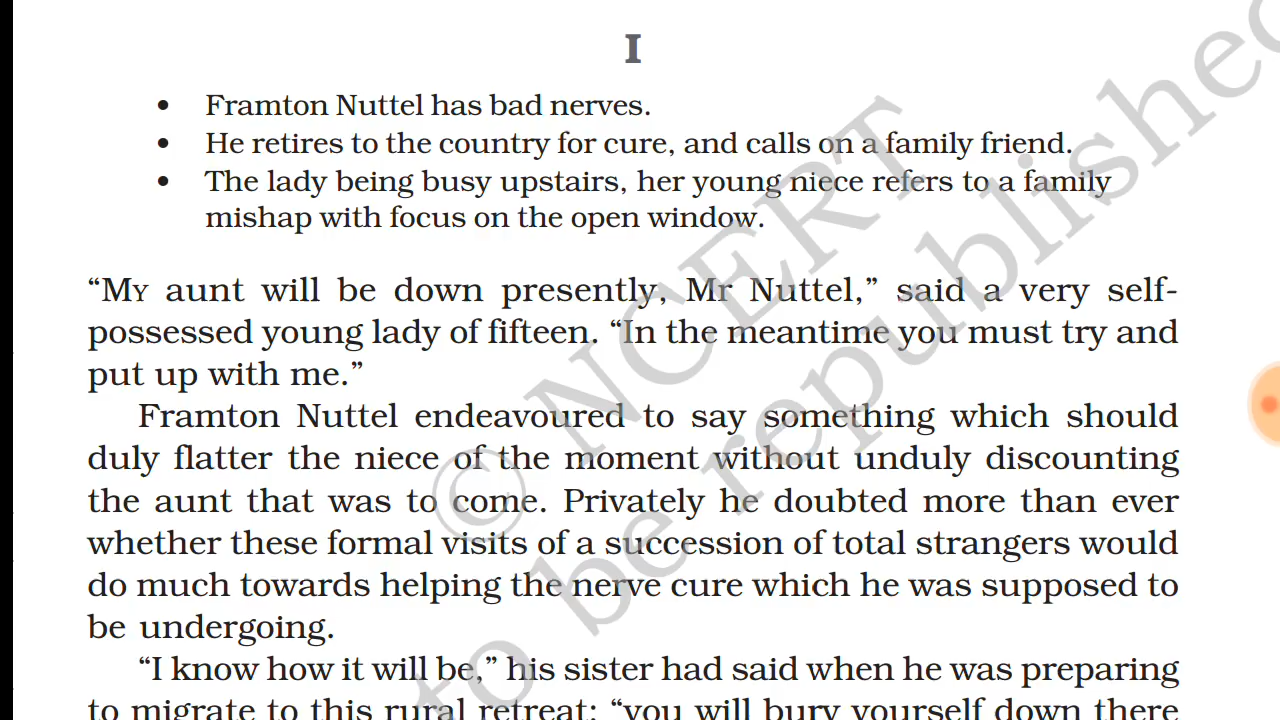 I
• Framton Nuttel has bad nerves.
• He retires to the country for cure, and calls on a family friend.
• The lady being busy upstairs, her young niece refers to a family
mishap with focus on the open window.
“MY aunt will be down presently, Mr Nuttel,” said a very self-
possessed young lady of fifteen. “In the meantime you must try and
put up with me.”
Framton Nuttel endeavoured to say something which should
duly flatter the niece of the moment without unduly discounting
the aunt that was to come. Privately he doubted more than ever
whether these formal visits of a succession of total strangers would
do much towards helping the nerve cure which he was supposed to
be undergoing.
“I know how it will be,” his sister had said when he was preparing
to migrate to this rural retreat: “you will bury yourself down there
© NCERT
to be republished